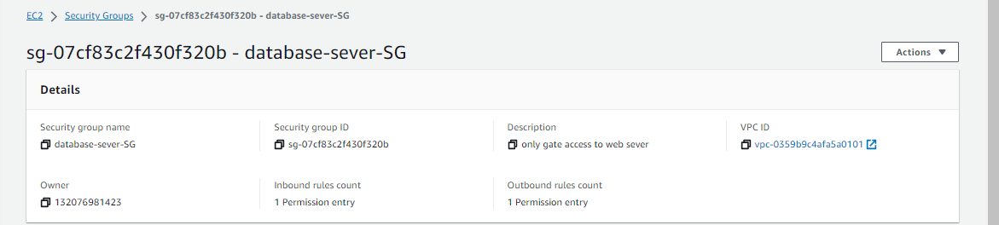 EC2 > Security Groups > sg-07cf83c2f430f320b - database-sever-SG
sg-07cf83c2f430f320b - database-sever-SG
Actions
Details
Security group name
database-sever-SG
Security group ID
sg-07cf83c2f430f320b
Description
only gate access to web sever
VPC ID
vpc-0359b9c4afa5a0101
Owner
132076981423
Inbound rules count
1 Permission entry
Outbound rules count
1 Permission entry